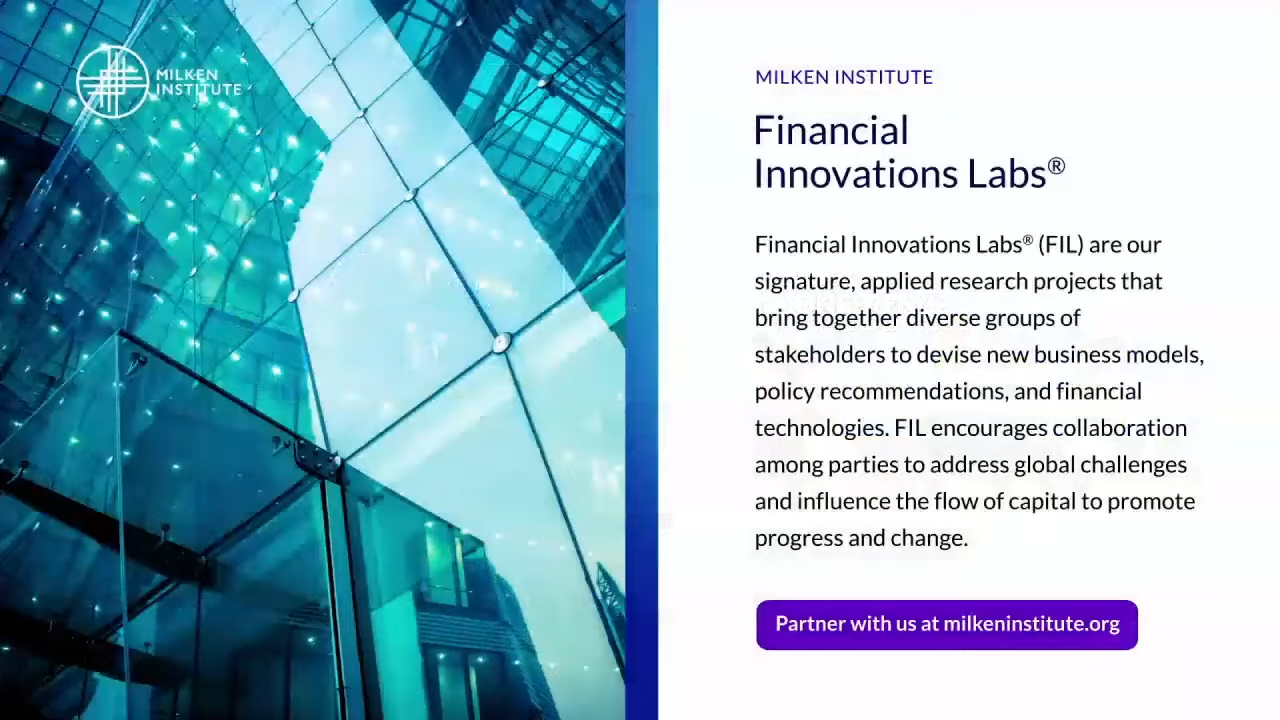 MILKEN
INSTITUTE
MILKEN INSTITUTE
Financial
Innovations Labs®
Financial Innovations Labs® (FIL) are our
signature, applied research projects that
bring together diverse groups of
stakeholders to devise new business models,
policy recommendations, and financial
technologies. FIL encourages collaboration
among parties to address global challenges
and influence the flow of capital to promote
progress and change.
Partner with us at milkeninstitute.org